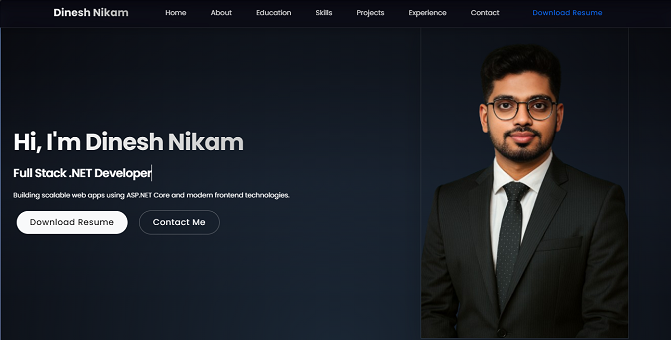 Dinesh Nikam Home About Education Skills Projects Experience Contact Download Resume
Hi, I'm Dinesh Nikam
Full Stack .NET Developer
Building scalable web apps using ASP.NET Core and modern frontend technologies.
Download Resume Contact Me